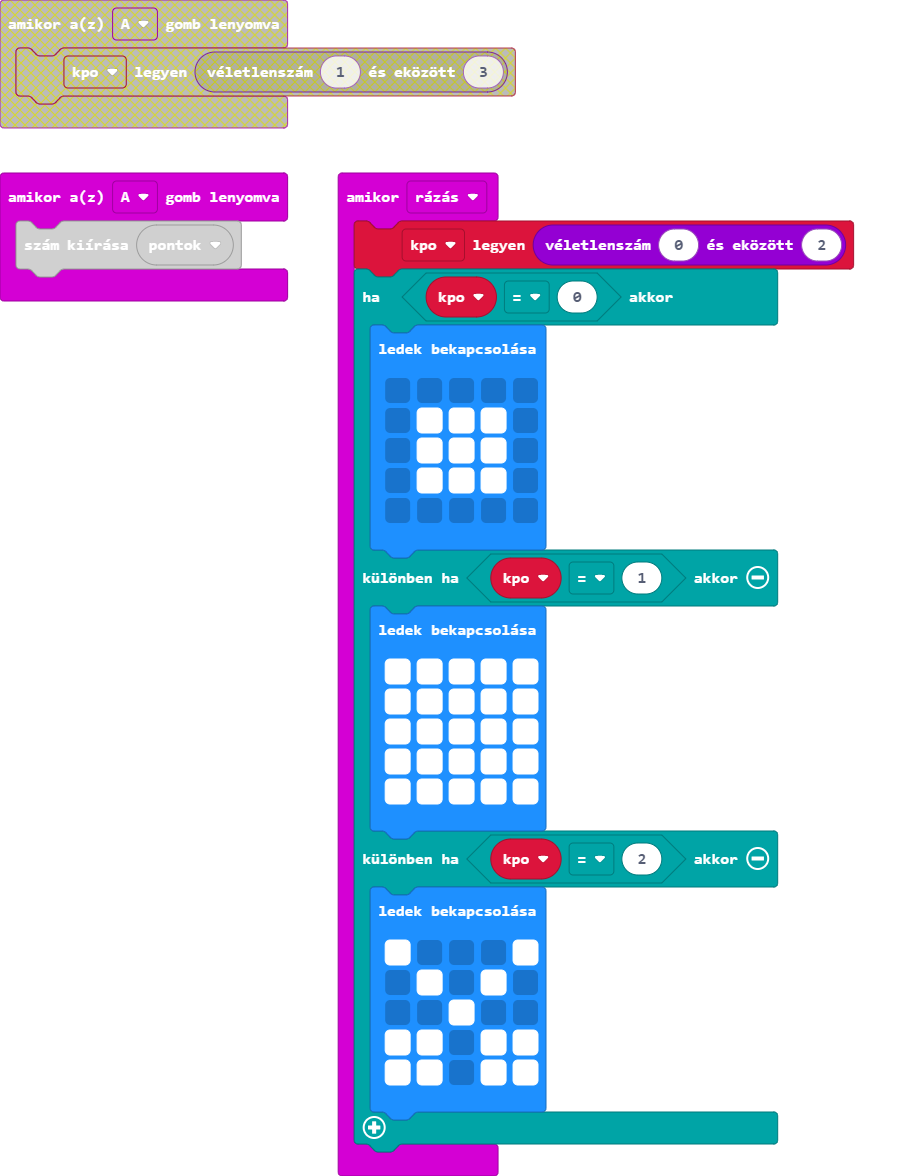 amikor a(z) A gomb lenyomva
kpo legyen véletlenszám 1 és eközött 3
amikor a(z) A gomb lenyomva
szám kiírása pontok
amikor rázás
kpo legyen véletlenszám 0 és eközött 2
ha kpo = 0 akkor
ledek bekapcsolása
különben ha kpo = 1 akkor
ledek bekapcsolása
különben ha kpo = 2 akkor
ledek bekapcsolása